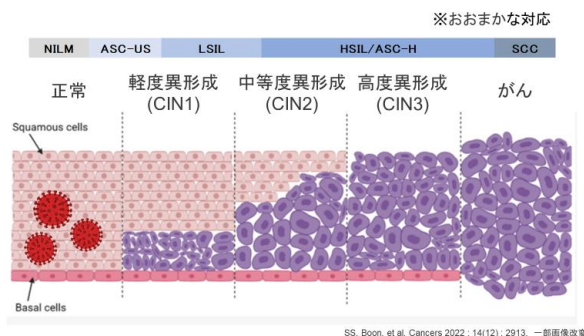 ※おおまかな対応
NILM ASC-US LSIL HSIL/ASC-H SCC
正常 軽度異形成 中等度異形成 高度異形成 がん
(CIN1) (CIN2) (CIN3)
Squamous cells
Basal cells
SS. Boon, et al. Cancers 2022 ; 14(12) : 2913. 一部画像改変